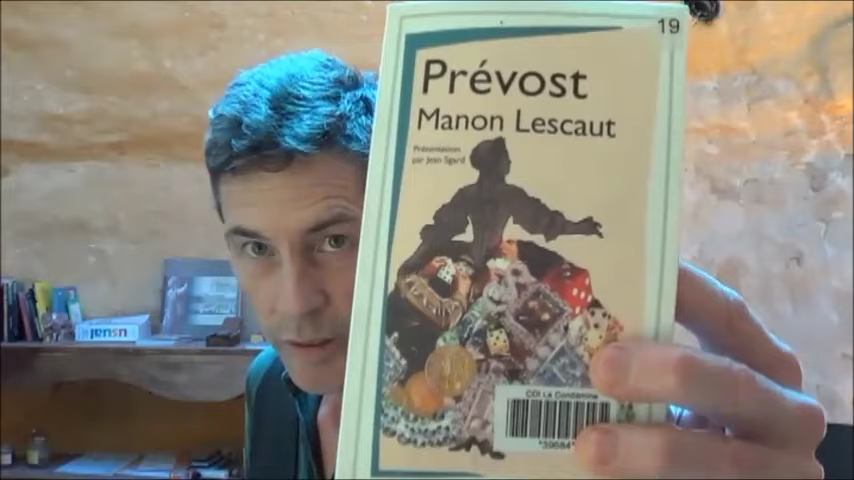 19
Prévost
Manon Lescaut
Présentation
par Jean Sgard
CDI La Condamine